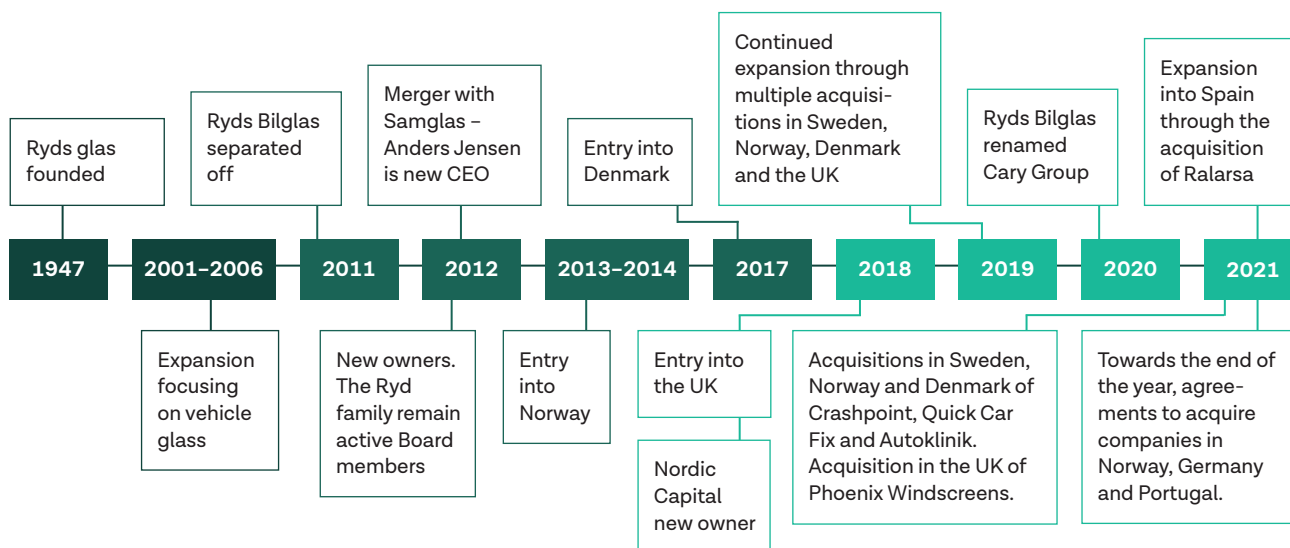 Ryds glas
founded
Ryds Bilglas
separated
off
Merger with
Samglas –
Anders Jensen
is new CEO
Entry into
Denmark
Continued
expansion through
multiple acquisi-
tions in Sweden,
Norway, Denmark
and the UK
Ryds Bilglas
renamed
Cary Group
Expansion
into Spain
through the
acquisition
of Ralarsa
1947
2001–2006
2011
2012
2013–2014
2017
2018
2019
2020
2021
Expansion
focusing
on vehicle
glass
New owners.
The Ryd
family remain
active Board
members
Entry
into
Norway
Entry into
the UK
Nordic
Capital
new owner
Acquisitions in Sweden,
Norway and Denmark of
Crashpoint, Quick Car
Fix and Autoklinik.
Acquisition in the UK of
Phoenix Windscreens.
Towards the end of
the year, agree-
ments to acquire
companies in
Norway, Germany
and Portugal.